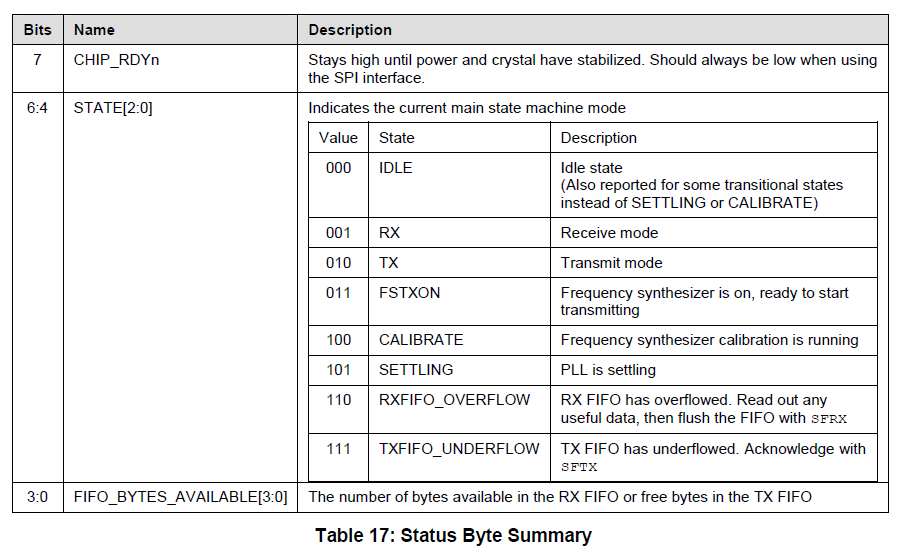 Bits Name Description
7 CHIP_RDYn Stays high until power and crystal have stabilized. Should always be low when using
the SPI interface.
6:4 STATE[2:0] Indicates the current main state machine mode
Value State Description
000 IDLE Idle state
(Also reported for some transitional states
instead of SETTLING or CALIBRATE)
001 RX Receive mode
010 TX Transmit mode
011 FSTXON Frequency synthesizer is on, ready to start
transmitting
100 CALIBRATE Frequency synthesizer calibration is running
101 SETTLING PLL is settling
110 RXFIFO_OVERFLOW RX FIFO has overflowed. Read out any
useful data, then flush the FIFO with SFRX
111 TXFIFO_UNDERFLOW TX FIFO has underflowed. Acknowledge with
SFTX
3:0 FIFO_BYTES_AVAILABLE[3:0] The number of bytes available in the RX FIFO or free bytes in the TX FIFO
Table 17: Status Byte Summary